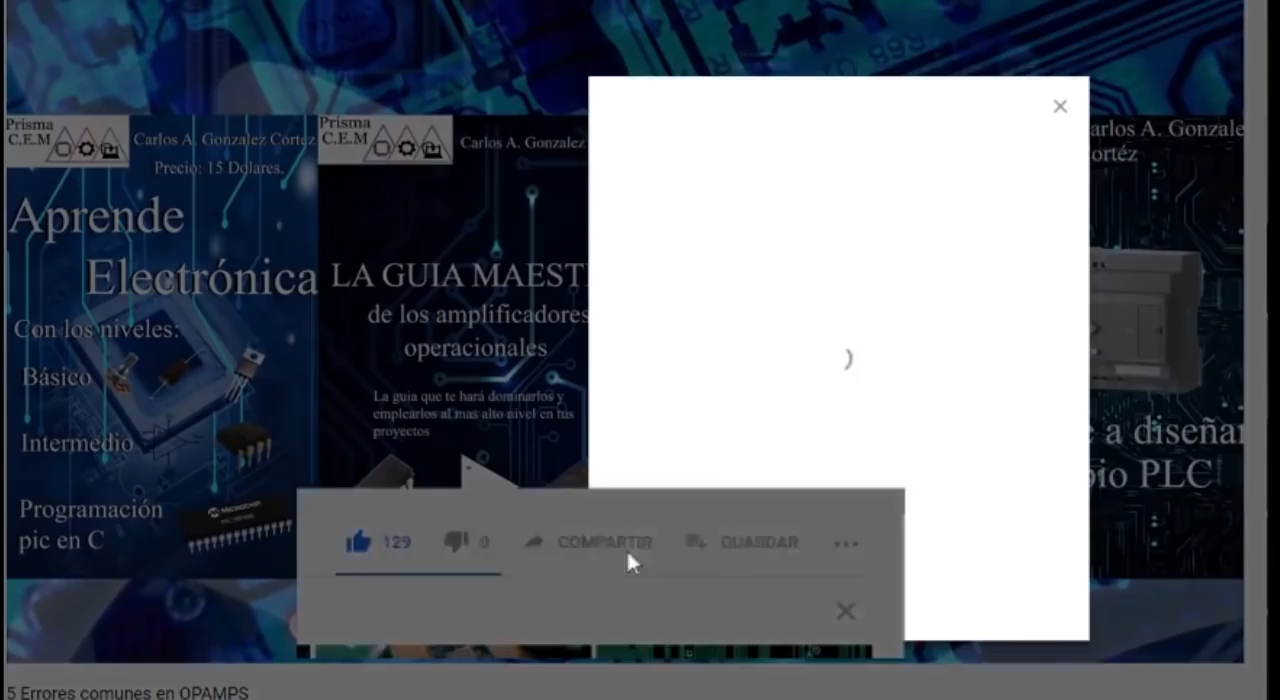 Prisma
C.E.M
Carlos A. Gonzalez Cortez
Precio: 15 Dolares.
Aprende
Electrónica
Con los niveles:
Básico
Intermedio
Programación
pic en C
MICROCHIP
Prisma
C.E.M
Carlos A. Gonzalez
LA GUIA MAEST
de los amplificadores
operacionales
La guia que te hará dominarlos y
emplearlos al mas alto nivel en tus
proyectos
arlos A. Gonzale
ortéz
e a diseñar
pio PLC
R68
129
0
COMPARTIR
GUARDAR
5 Errores comunes en OPAMPS